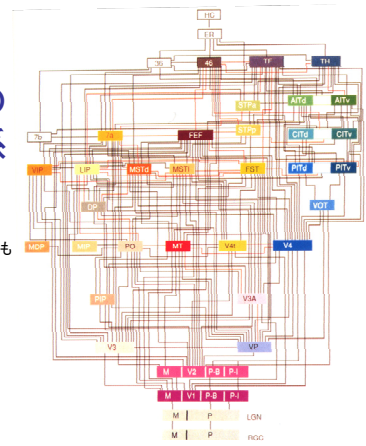 HC
ER
36 46 TF TH
STPa AITd AITv
7b 7a FEF STPp CITd CITv
VIP LIP MSTd MSTl FST PITd PITv
DP VOT
も MDP MIP PO MT V4t V4
PIP V3A
V3 VP
M V2 P-B P-I
M V1 P-B P-I
M P LGN
M P RGC